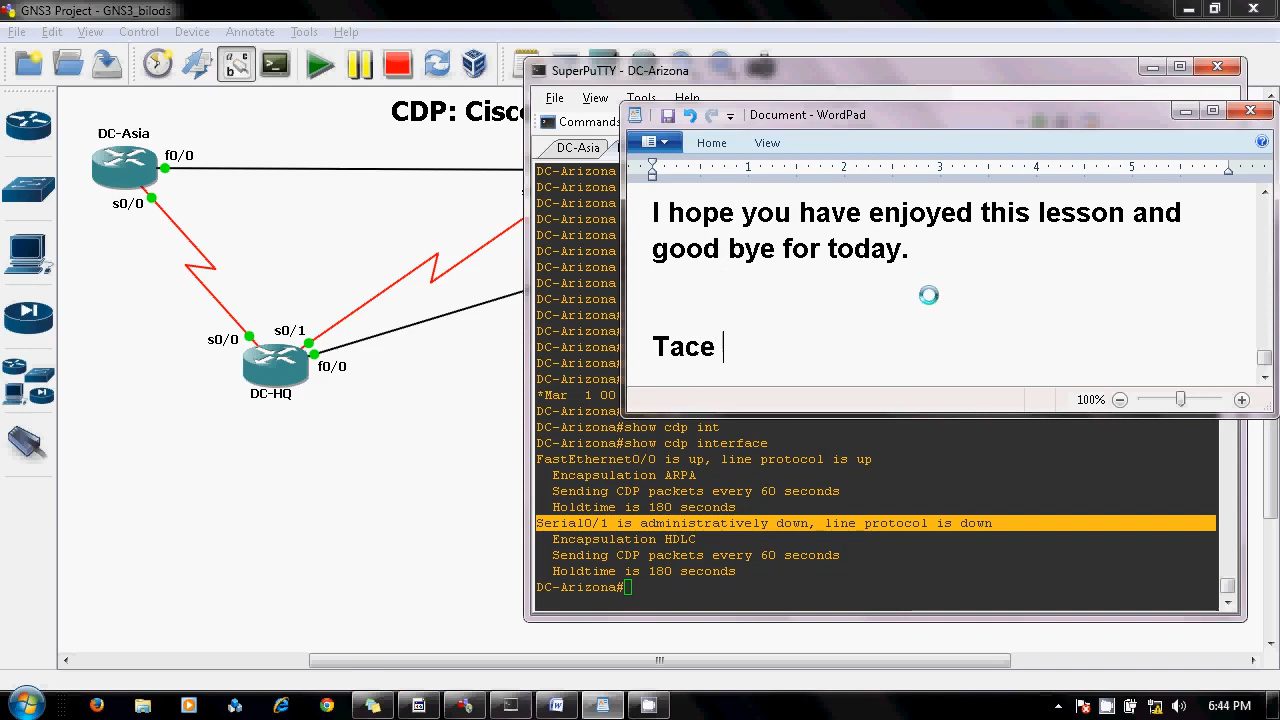 GNS3 Project - GNS3_bilods
File Edit View Control Device Annotate Tools Help
CDP: Cisc
DC-Asia
f0/0
s0/0
s0/0
s0/1
f0/0
DC-HQ
SuperPuTTY - DC-Arizona
File View Tools Help
Commands
DC-Asia
DC-Arizona
DC-Arizona
DC-Arizona
DC-Arizona
DC-Arizona
DC-Arizona
DC-Arizona
DC-Arizona
DC-Arizona
DC-Arizona#
DC-Arizona#
DC-Arizona#
DC-Arizona#
DC-Arizona#
*Mar 1 00
DC-Arizona#
DC-Arizona#show cdp int
DC-Arizona#show cdp interface
FastEthernet0/0 is up, line protocol is up
Encapsulation ARPA
Sending CDP packets every 60 seconds
Holdtime is 180 seconds
Serial0/1 is administratively down, line protocol is down
Encapsulation HDLC
Sending CDP packets every 60 seconds
Holdtime is 180 seconds
DC-Arizona#
Document - WordPad
Home View
1 2 3 4 5
I hope you have enjoyed this lesson and
good bye for today.
Tace
100%
6:44 PM